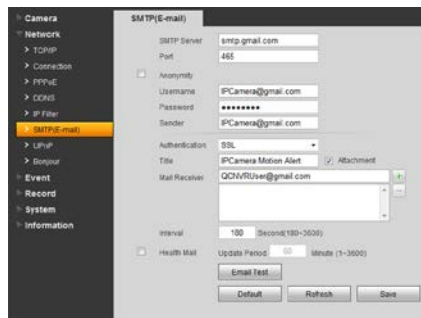 Camera
Network
TCP/IP
Connection
PPPoE
DDNS
IP Filter
SMTP(E-mail)
UPnP
Bonjour
Event
Record
System
Information
SMTP(E-mail)
SMTP Server smtp.gmail.com
Port 465
Anonymity
Username IPCamera@gmail.com
Password ••••••••
Sender IPCamera@gmail.com
Authentication SSL
Title IPCamera Motion Alert Attachment
Mail Receiver QCNVRUser@gmail.com
Interval 180 Second(180~3600)
Health Mail Update Period 60 Minute (1~3600)
Email Test
Default Refresh Save